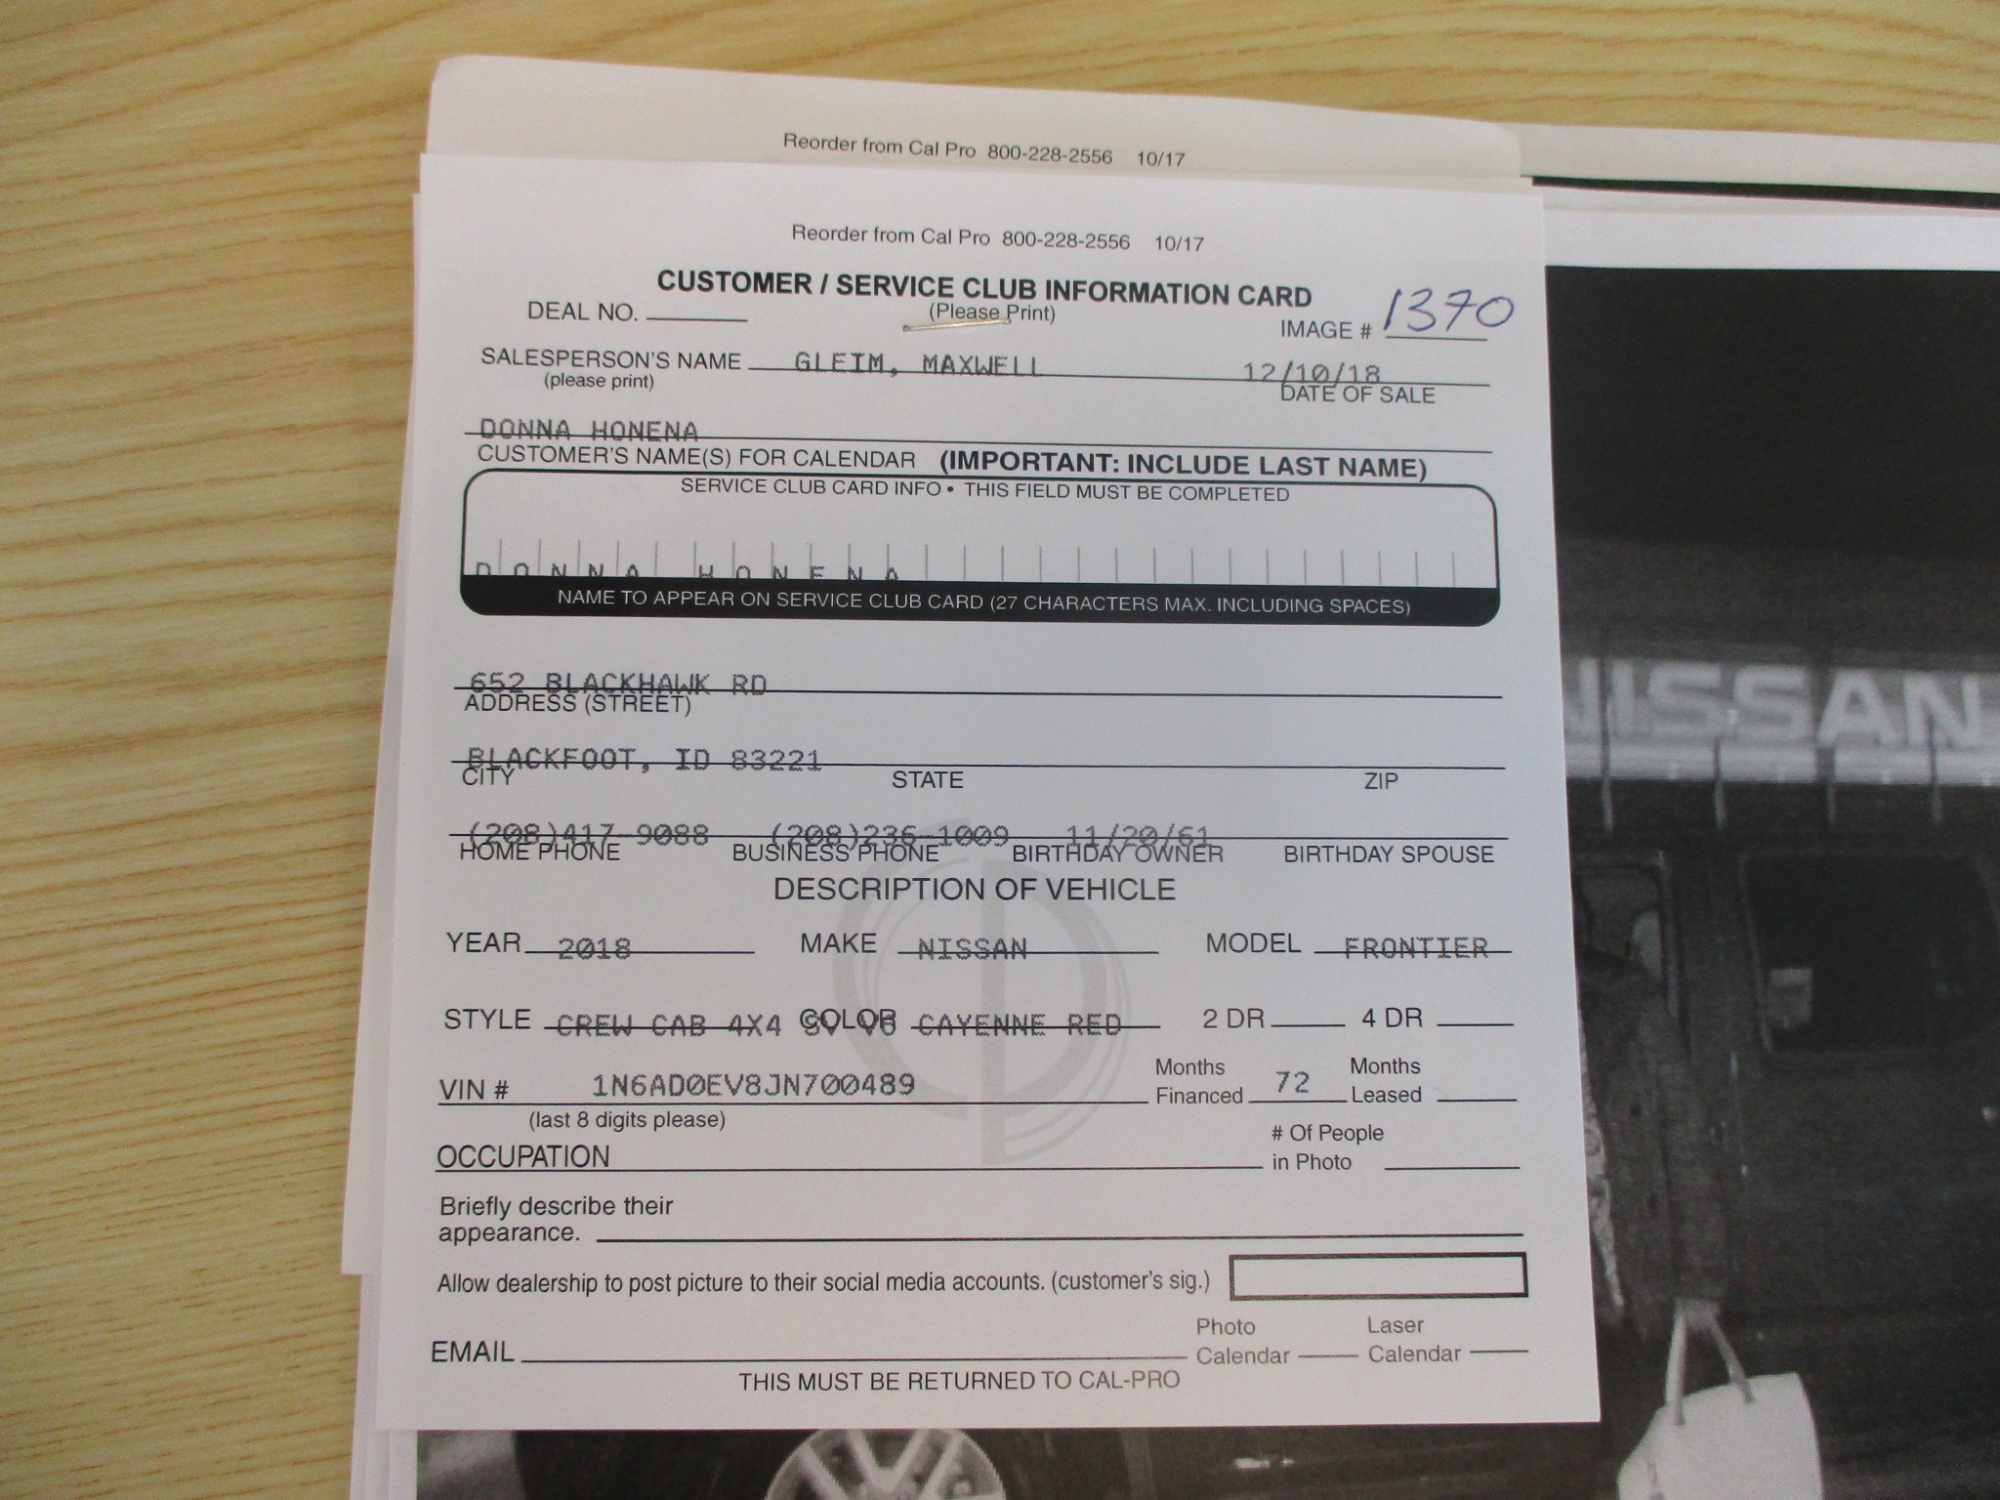 Reorder from Cal Pro 800-228-2556 10/17
Reorder from Cal Pro 800-228-2556 10/17
CUSTOMER / SERVICE CLUB INFORMATION CARD
DEAL NO. (Please Print) IMAGE # 1370
SALESPERSON'S NAME GLEIM, MAXWELL 12/10/18
(please print) DATE OF SALE
DONNA HONENA
CUSTOMER'S NAME(S) FOR CALENDAR (IMPORTANT: INCLUDE LAST NAME)
SERVICE CLUB CARD INFO • THIS FIELD MUST BE COMPLETED
DONNA HONENA
NAME TO APPEAR ON SERVICE CLUB CARD (27 CHARACTERS MAX. INCLUDING SPACES)
652 BLACKHAWK RD
ADDRESS (STREET)
BLACKFOOT, ID 83221
CITY STATE ZIP
(208)417-9088 (208)236-1009 11/20/61
HOME PHONE BUSINESS PHONE BIRTHDAY OWNER BIRTHDAY SPOUSE
DESCRIPTION OF VEHICLE
YEAR 2018 MAKE NISSAN MODEL FRONTIER
STYLE CREW CAB 4X4 SV V6 COLOR CAYENNE RED 2 DR 4 DR
VIN # 1N6AD0EV8JN700489 Months Financed 72 Months Leased
(last 8 digits please)
OCCUPATION # Of People in Photo
Briefly describe their
appearance.
Allow dealership to post picture to their social media accounts. (customer's sig.)
EMAIL Photo Calendar Laser Calendar
THIS MUST BE RETURNED TO CAL-PRO
NISSAN